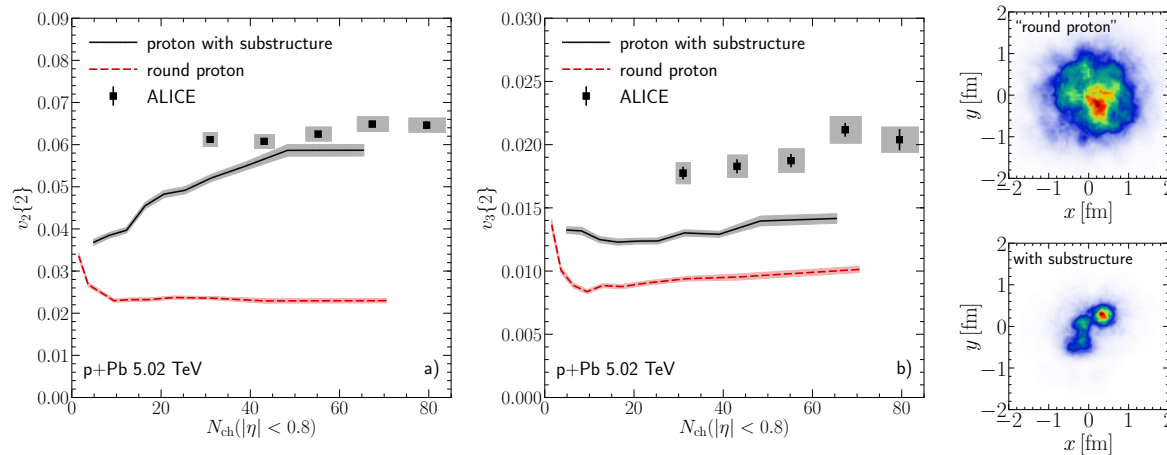 0.09
0.08
0.07
0.06
0.05
0.04
0.03
0.02
0.01
0.00
v₂{2}
proton with substructure
round proton
ALICE
p+Pb 5.02 TeV
a)
0 20 40 60 80
N_ch(|η| < 0.8)
0.030
0.025
0.020
0.015
0.010
0.005
0.000
v₃{2}
proton with substructure
round proton
ALICE
p+Pb 5.02 TeV
b)
0 20 40 60 80
N_ch(|η| < 0.8)
“round proton”
2
1
0
−1
−2
y [fm]
−2 −1 0 1 2
x [fm]
with substructure
2
1
0
−1
−2
y [fm]
−2 −1 0 1 2
x [fm]